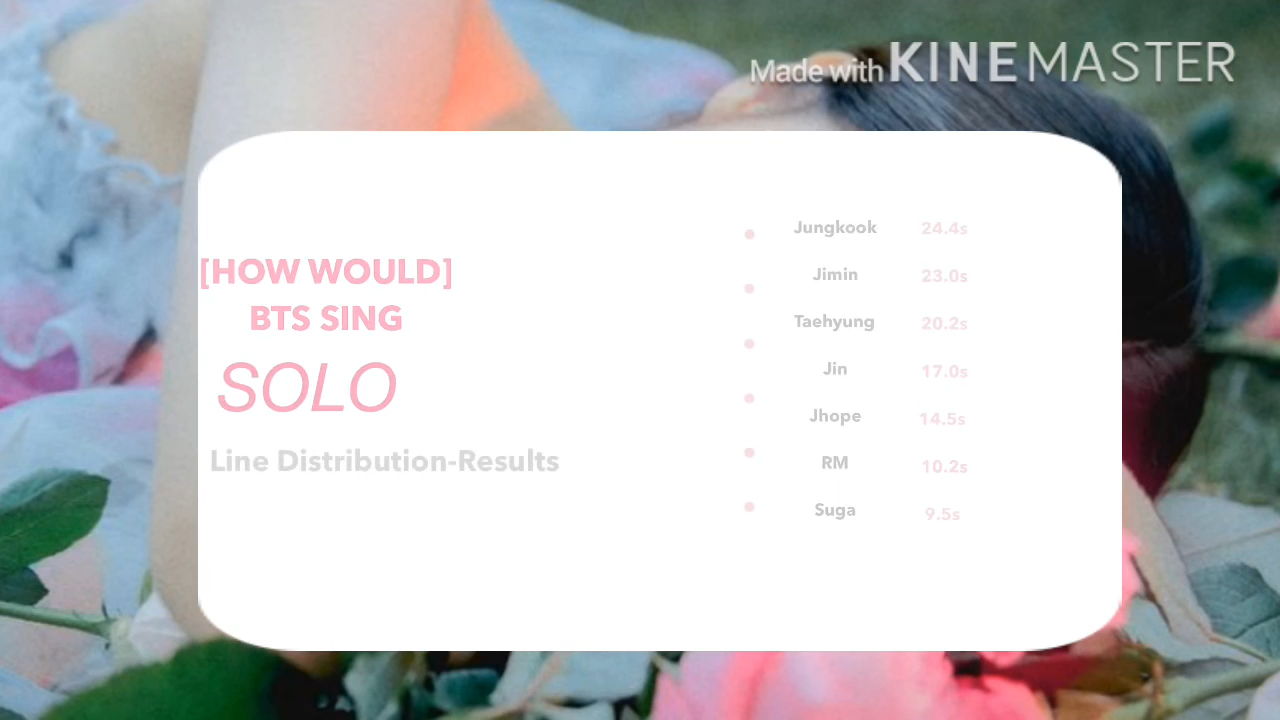 Made with KINEMASTER
[HOW WOULD]
BTS SING
SOLO
Line Distribution-Results
Jungkook 24.4s
Jimin 23.0s
Taehyung 20.2s
Jin 17.0s
Jhope 14.5s
RM 10.2s
Suga 9.5s